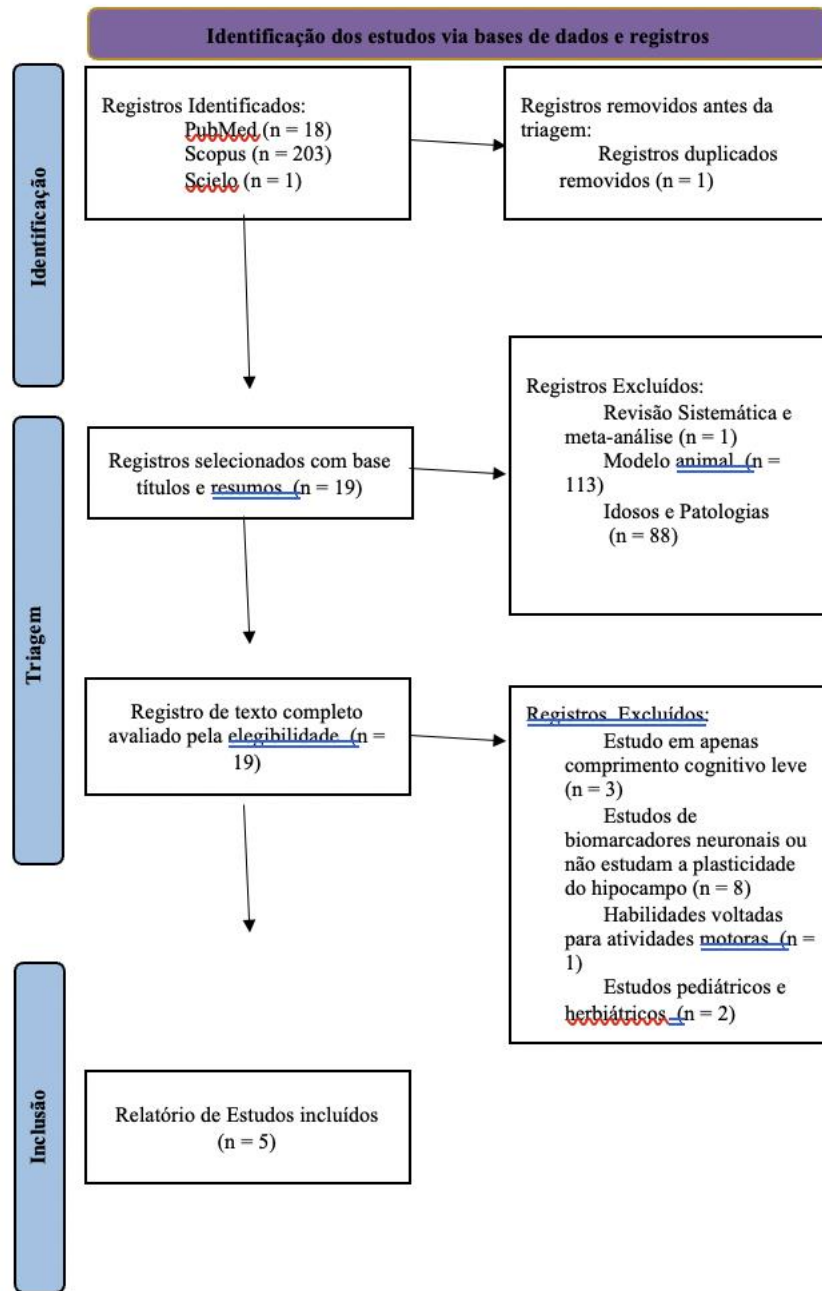 Identificação dos estudos via bases de dados e registros
Identificação
Registros Identificados:
PubMed (n = 18)
Scopus (n = 203)
Scielo (n = 1)
Registros removidos antes da
triagem:
Registros duplicados
removidos (n = 1)
Triagem
Registros selecionados com base
títulos e resumos (n = 19)
Registros Excluídos:
Revisão Sistemática e
meta-análise (n = 1)
Modelo animal (n =
113)
Idosos e Patologias
(n = 88)
Registro de texto completo
avaliado pela elegibilidade (n =
19)
Registros Excluídos:
Estudo em apenas
comprimento cognitivo leve
(n = 3)
Estudos de
biomarcadores neuronais ou
não estudam a plasticidade
do hipocampo (n = 8)
Habilidades voltadas
para atividades motoras (n =
1)
Estudos pediátricos e
herbiátricos (n = 2)
Inclusão
Relatório de Estudos incluídos
(n = 5)